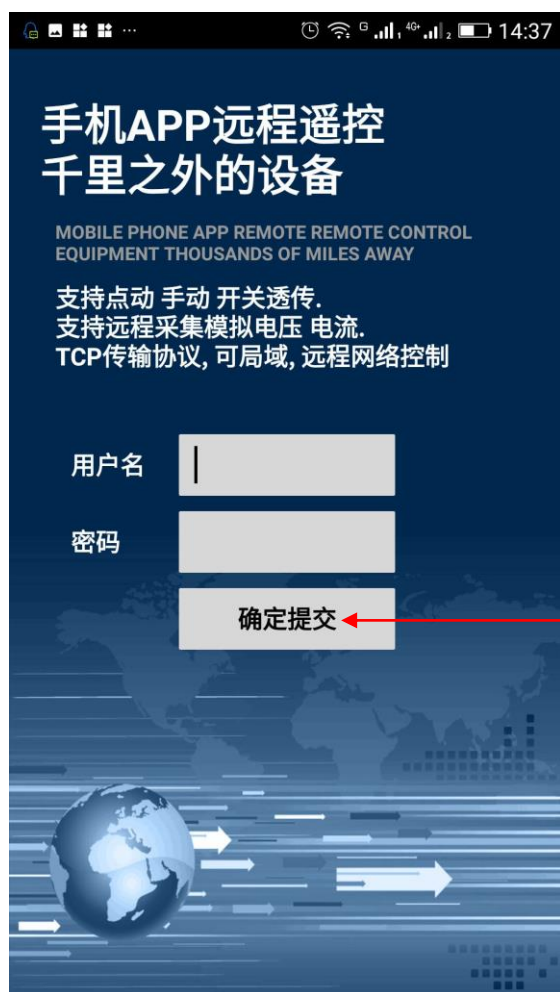 G 1 4G+ 2 14:37
手机APP远程遥控
千里之外的设备
MOBILE PHONE APP REMOTE REMOTE CONTROL
EQUIPMENT THOUSANDS OF MILES AWAY
支持点动 手动 开关透传.
支持远程采集模拟电压 电流.
TCP传输协议, 可局域, 远程网络控制
用户名
密码
确定提交